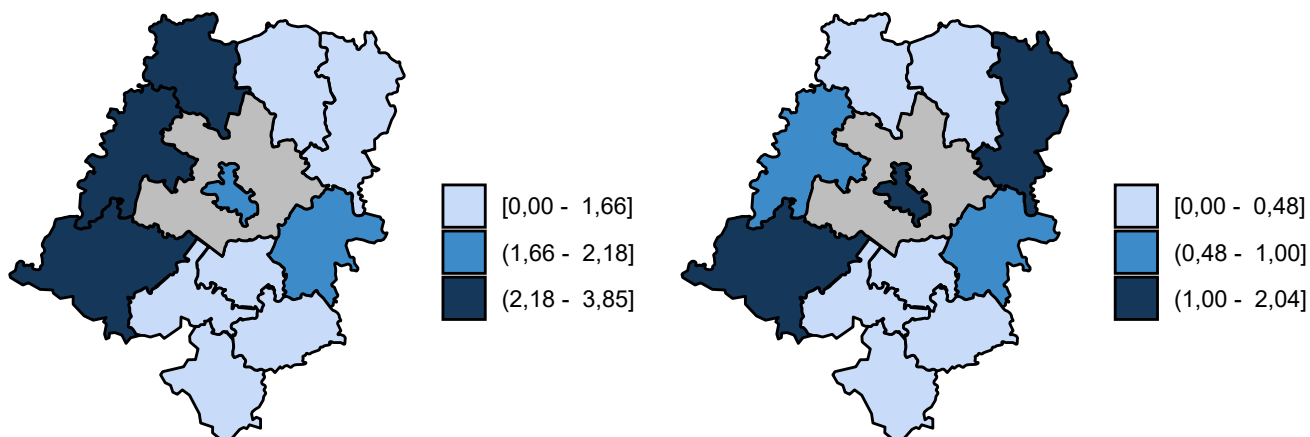 [0,00 - 1,66]
(1,66 - 2,18]
(2,18 - 3,85]
[0,00 - 0,48]
(0,48 - 1,00]
(1,00 - 2,04]